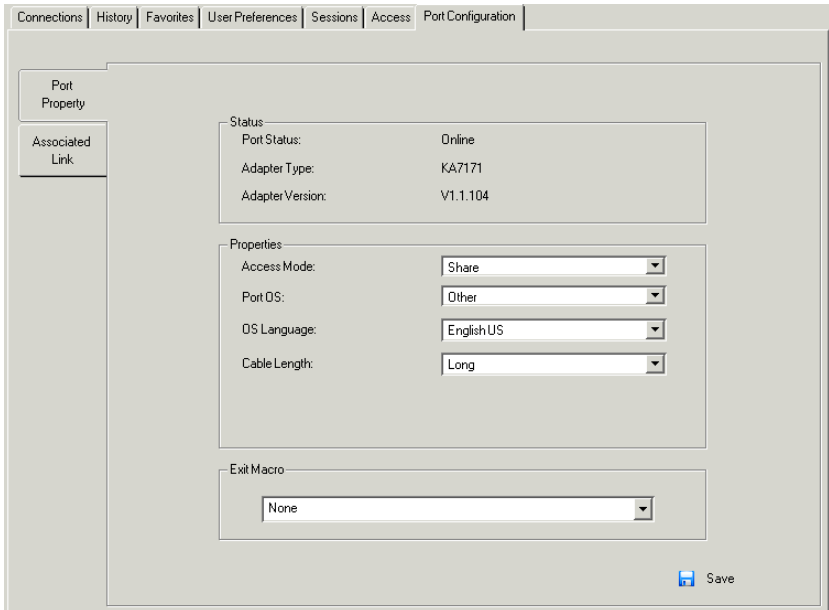 Connections History Favorites User Preferences Sessions Access Port Configuration
Port
Property
Associated
Link
Status
Port Status: Online
Adapter Type: KA7171
Adapter Version: V1.1.104
Properties
Access Mode: Share
Port OS: Other
OS Language: English US
Cable Length: Long
Exit Macro
None
Save